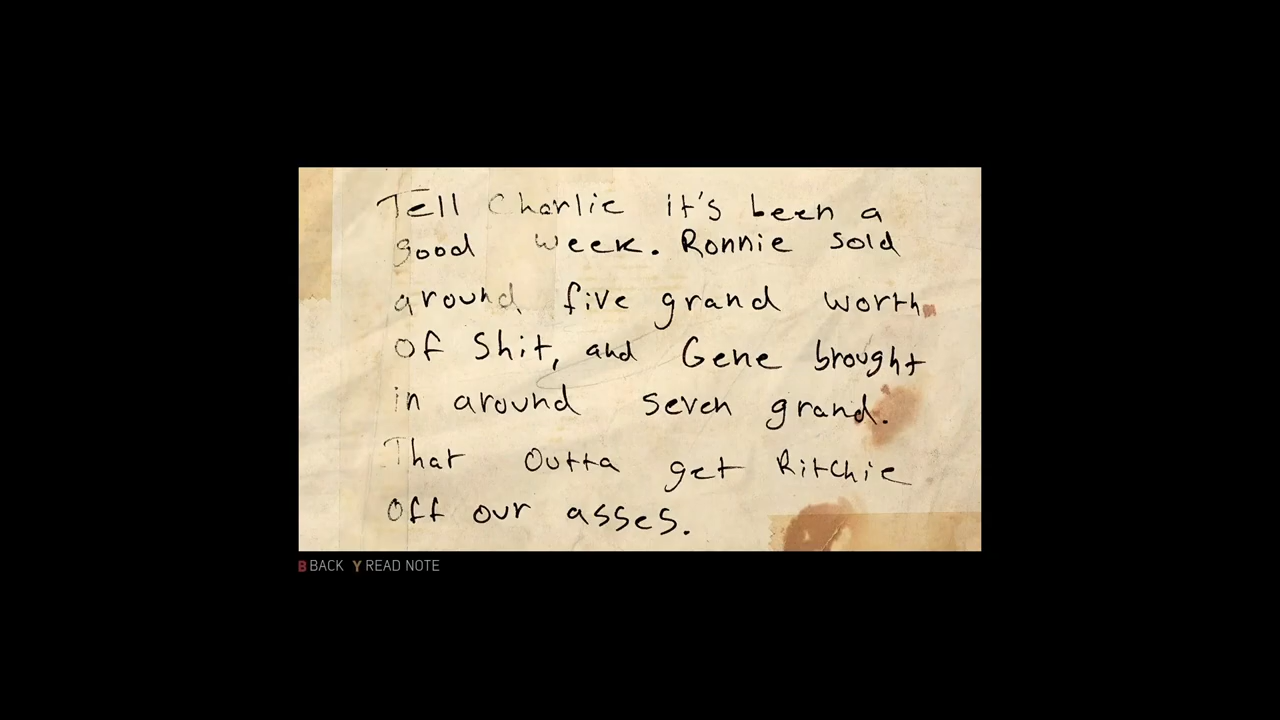 Tell Charlie it's been a
good week. Ronnie sold
around five grand worth
of Shit, and Gene brought
in around seven grand.
That Outta get Ritchie
Off our asses.
B BACK Y READ NOTE